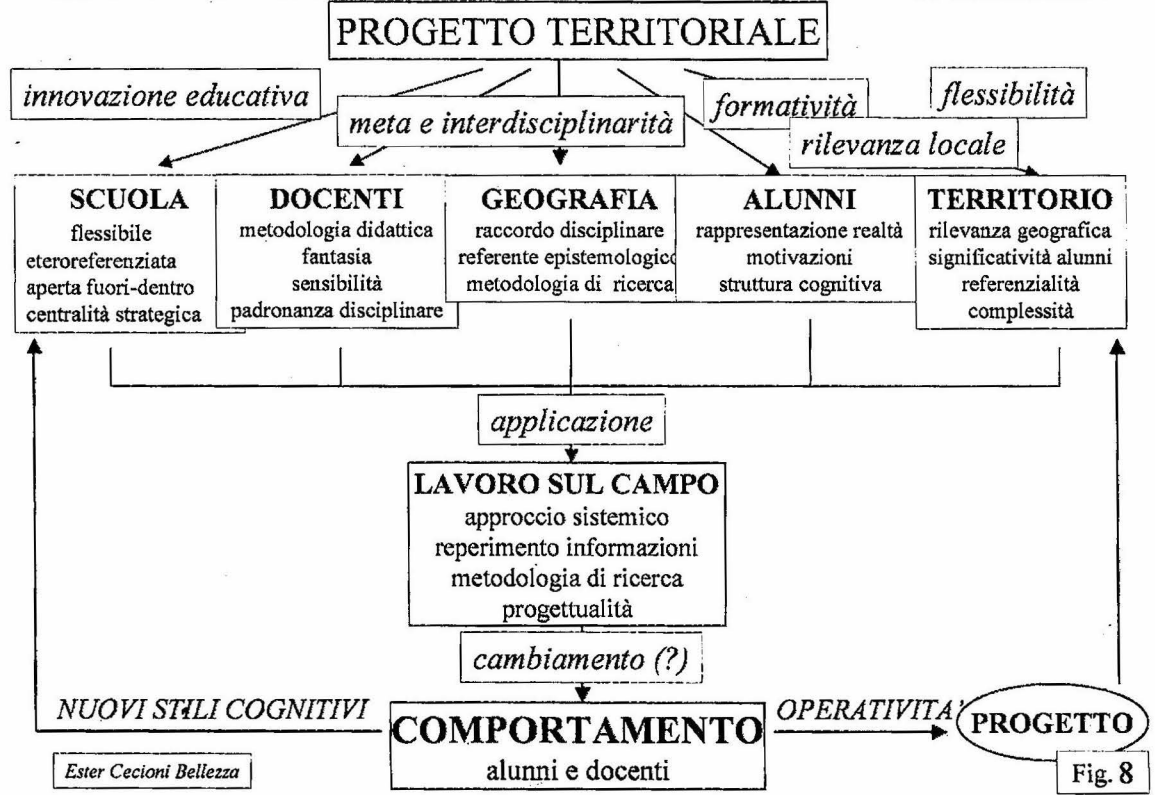 PROGETTO TERRITORIALE
innovazione educativa
meta e interdisciplinarità
formatività
flessibilità
rilevanza locale
SCUOLA
flessibile
eteroreferenziata
aperta fuori-dentro
centralità strategica
DOCENTI
metodologia didattica
fantasia
sensibilità
padronanza disciplinare
GEOGRAFIA
raccordo disciplinare
referente epistemologico
metodologia di ricerca
ALUNNI
rappresentazione realtà
motivazioni
struttura cognitiva
TERRITORIO
rilevanza geografica
significatività alunni
referenzialità
complessità
applicazione
LAVORO SUL CAMPO
approccio sistemico
reperimento informazioni
metodologia di ricerca
progettualità
cambiamento (?)
NUOVI STILI COGNITIVI
COMPORTAMENTO
alunni e docenti
OPERATIVITA'
PROGETTO
Ester Cecioni Bellezza
Fig. 8